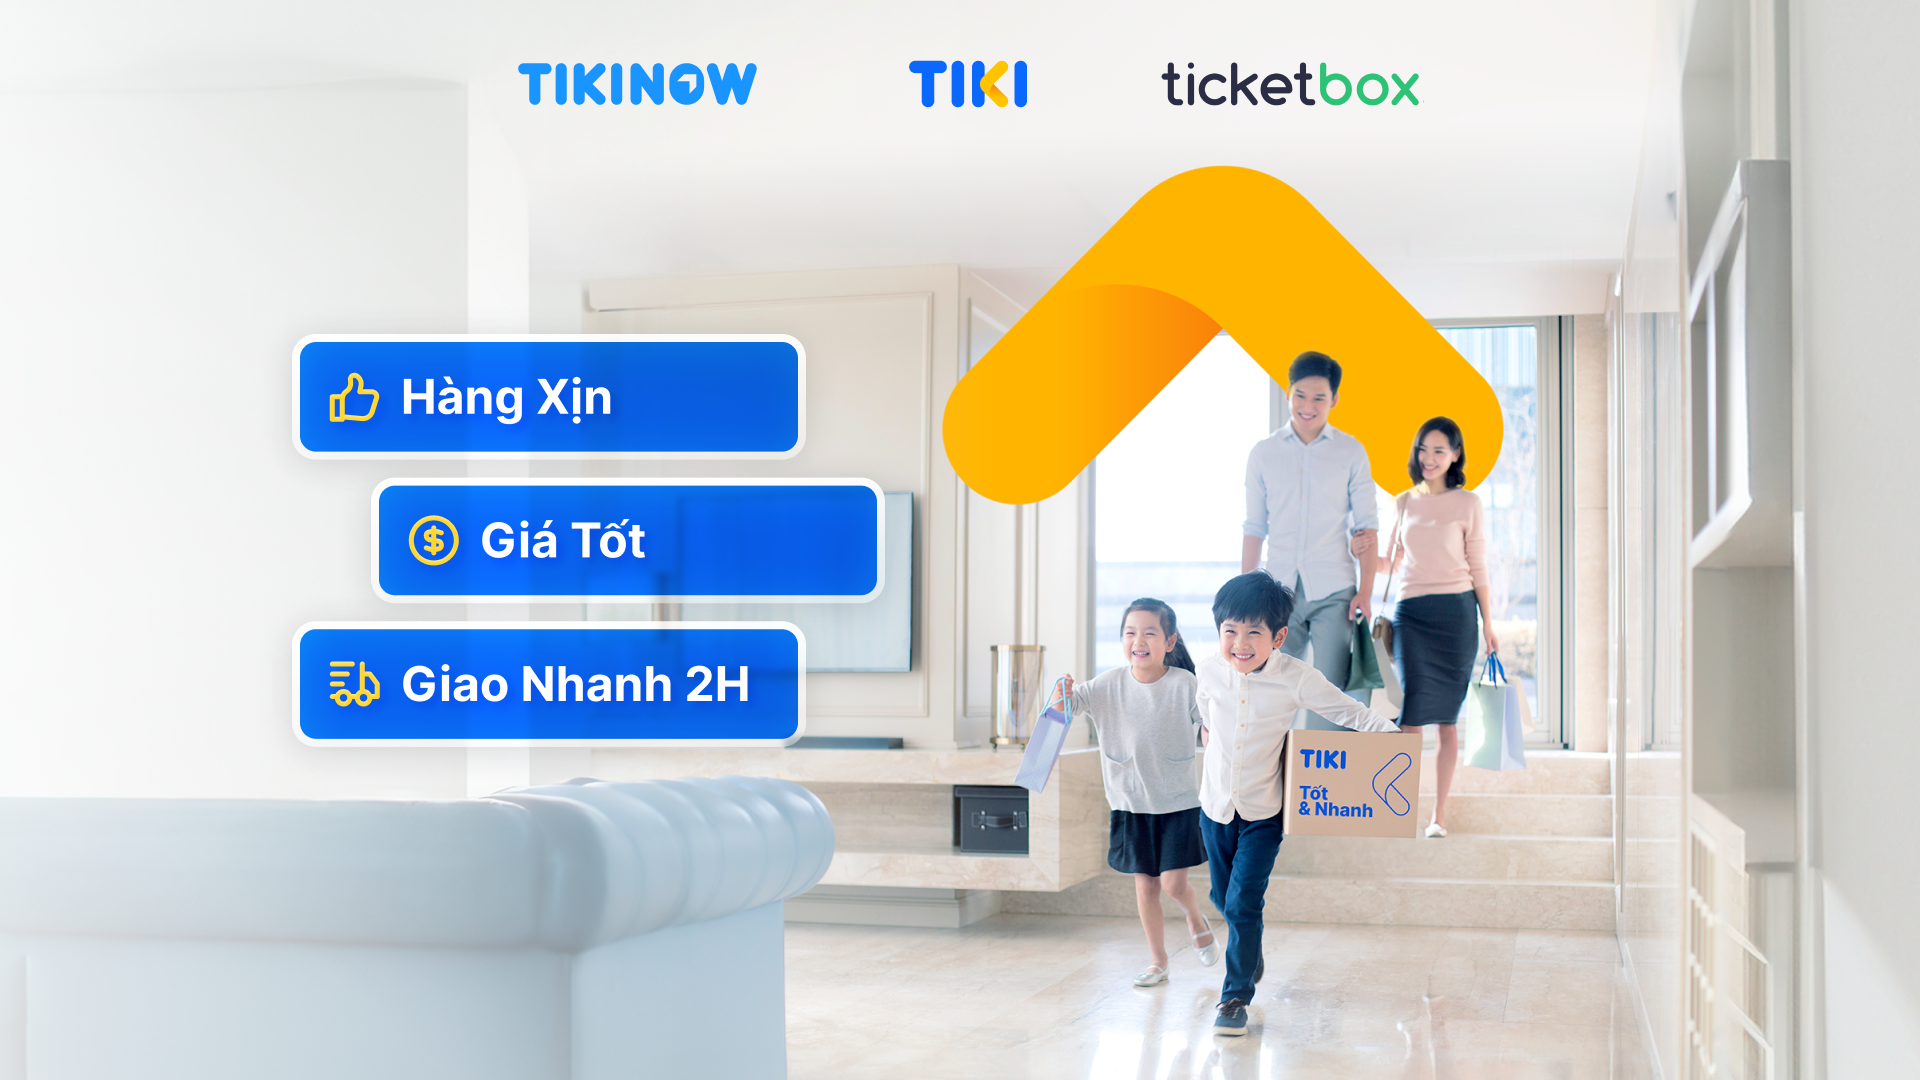 TIKINOW
TIKI
ticketbox
Hàng Xịn
Giá Tốt
Giao Nhanh 2H
TIKI
Tốt
& Nhanh